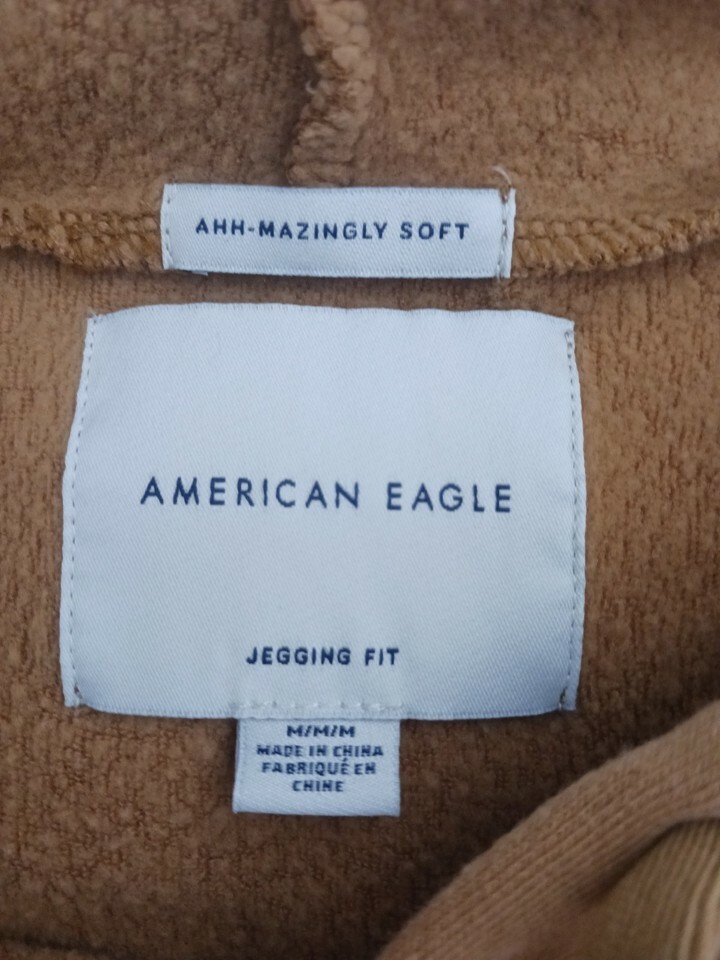 AHH-MAZINGLY SOFT
AMERICAN EAGLE
JEGGING FIT
M/M/M
MADE IN CHINA
FABRIQUÉ EN
CHINE